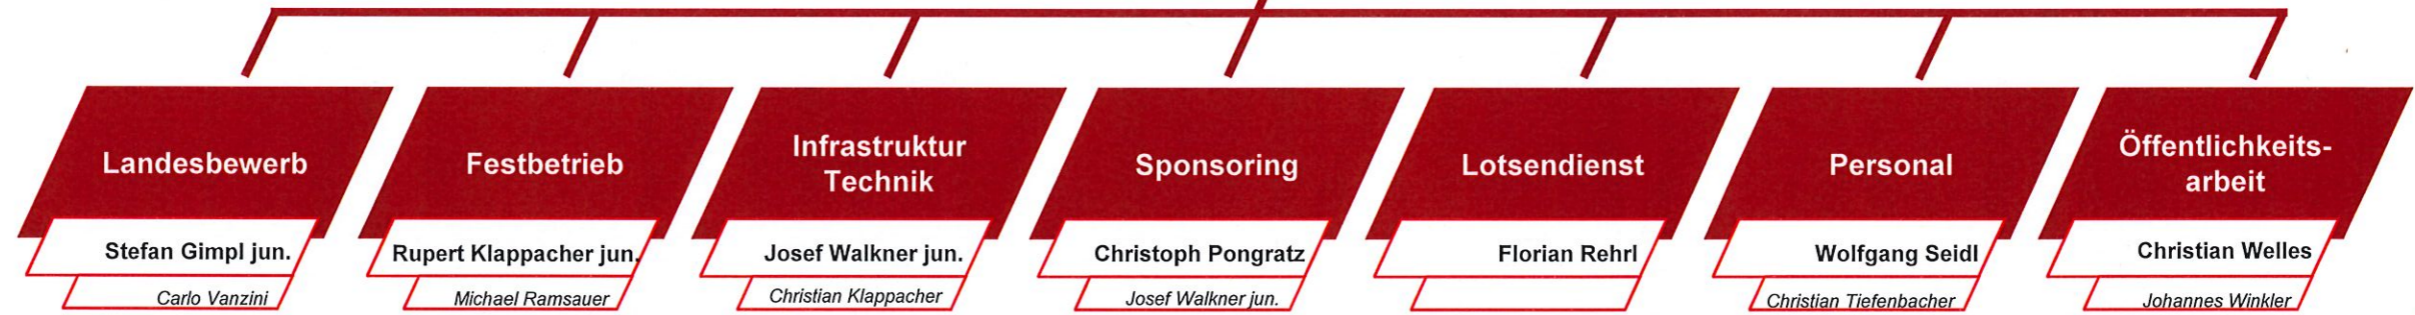 Landesbewerb
Stefan Gimpl jun.
Carlo Vanzini
Festbetrieb
Rupert Klappacher jun.
Michael Ramsauer
Infrastruktur
Technik
Josef Walkner jun.
Christian Klappacher
Sponsoring
Christoph Pongratz
Josef Walkner jun.
Lotsendienst
Florian Rehrl
Personal
Wolfgang Seidl
Christian Tiefenbacher
Öffentlichkeits-
arbeit
Christian Welles
Johannes Winkler